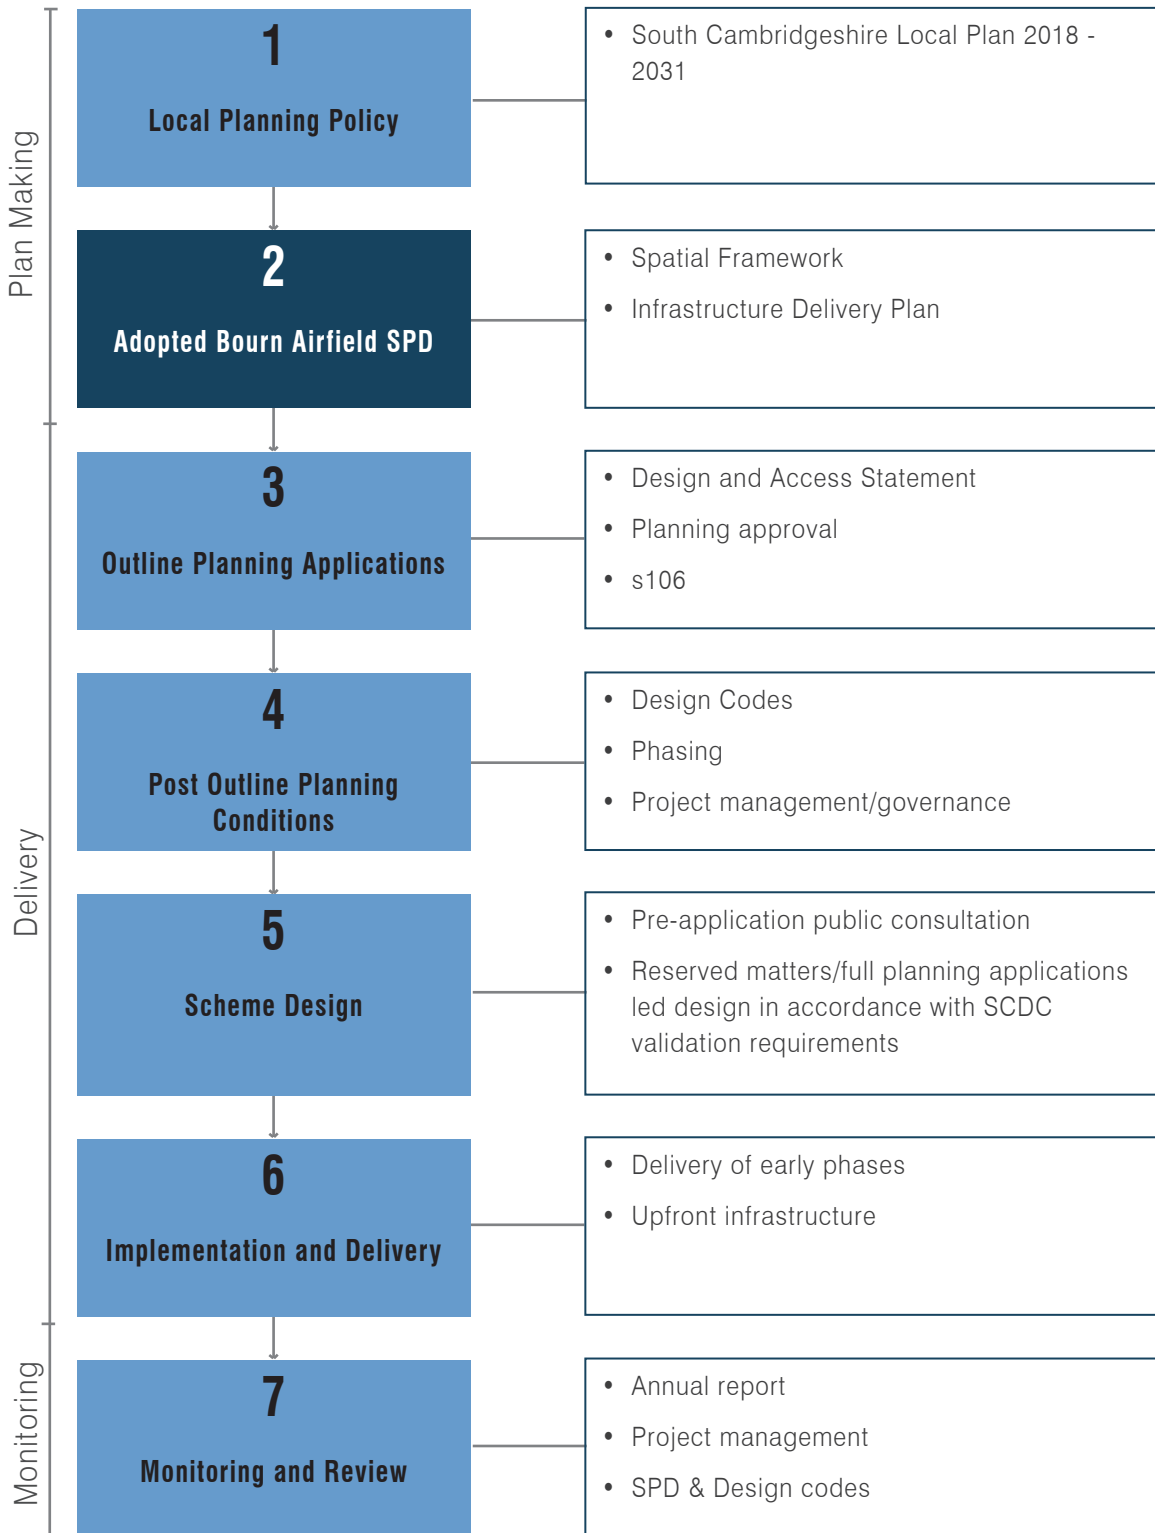 Plan Making
1
Local Planning Policy
• South Cambridgeshire Local Plan 2018 -
2031
2
Adopted Bourn Airfield SPD
• Spatial Framework
• Infrastructure Delivery Plan
Delivery
3
Outline Planning Applications
• Design and Access Statement
• Planning approval
• s106
4
Post Outline Planning
Conditions
• Design Codes
• Phasing
• Project management/governance
5
Scheme Design
• Pre-application public consultation
• Reserved matters/full planning applications
led design in accordance with SCDC
validation requirements
6
Implementation and Delivery
• Delivery of early phases
• Upfront infrastructure
Monitoring
7
Monitoring and Review
• Annual report
• Project management
• SPD & Design codes